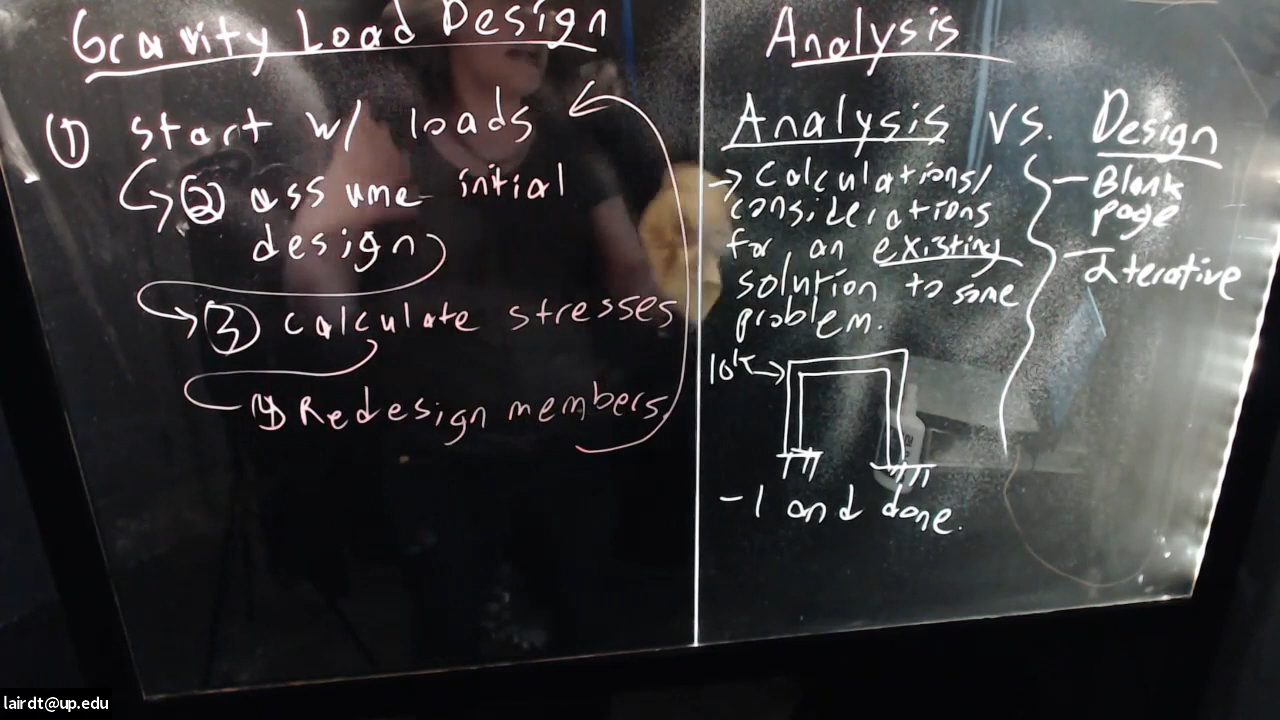 Gravity Load Design
① start w/ loads
② assume initial
design
③ calculate stresses
④ Redesign members
Analysis
Analysis vs. Design
→ Calculations/
considerations
for an existing
solution to some
problem.
10k
- 1 and done.
- Blank
page
- Iterative
lairdt@up.edu